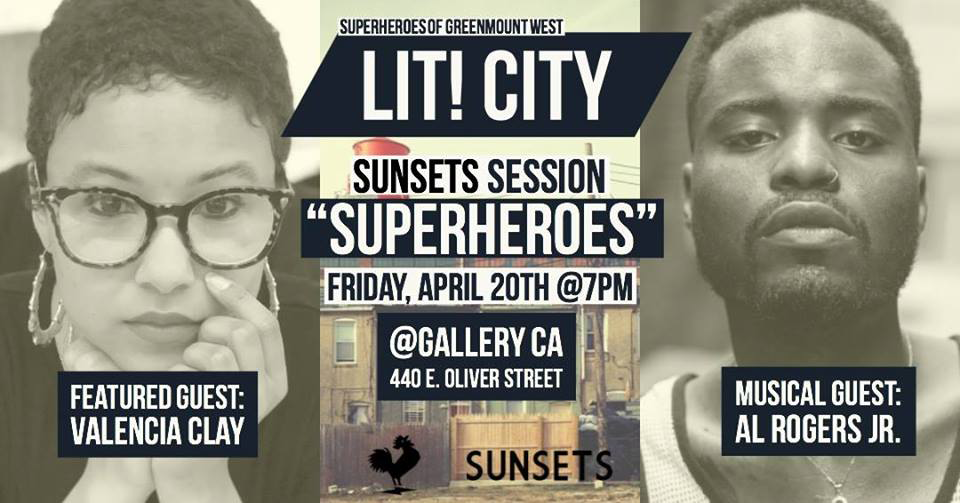 SUPERHEROES OF GREENMOUNT WEST
LIT! CITY
SUNSETS SESSION
"SUPERHEROES"
FRIDAY, APRIL 20TH @7PM
@GALLERY CA
440 E. OLIVER STREET
FEATURED GUEST:
VALENCIA CLAY
MUSICAL GUEST:
AL ROGERS JR.
SUNSETS